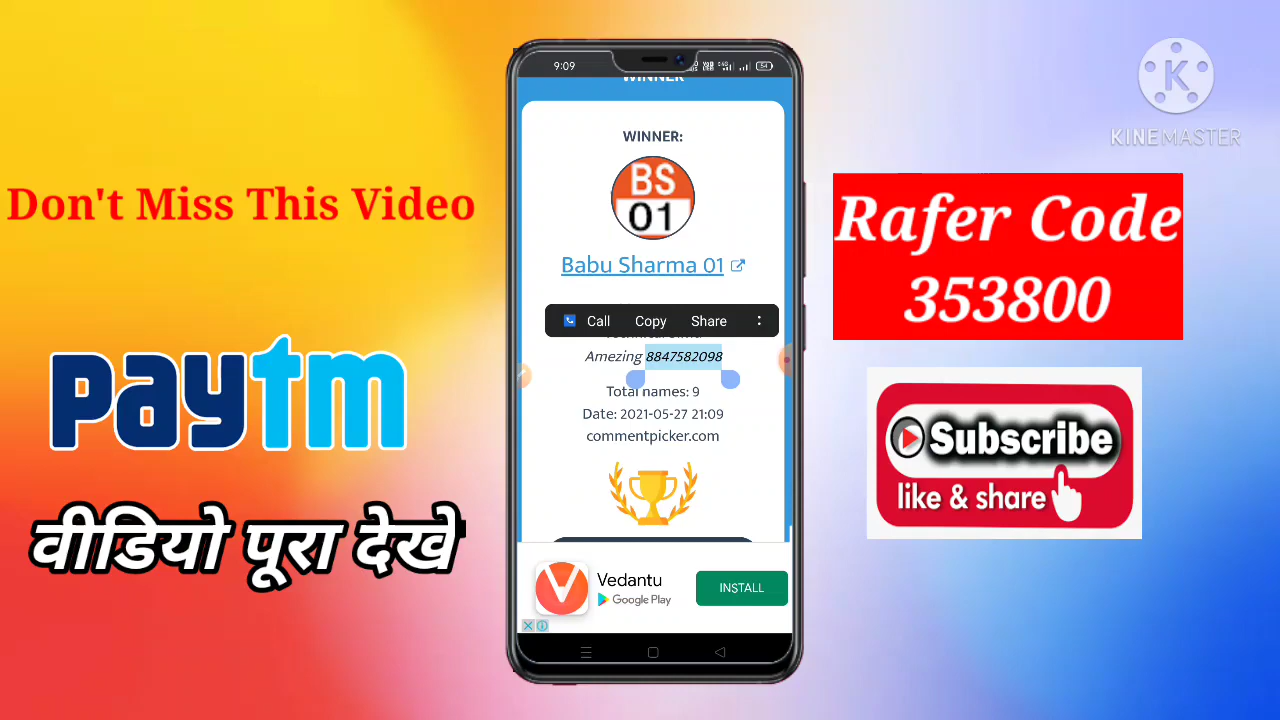 Don't Miss This Video
paytm
वीडियो पूरा देखे
9:09
54
WINNER
WINNER:
BS
01
Babu Sharma 01
Call Copy Share
Amezing 8847582098
Total names: 9
Date: 2021-05-27 21:09
commentpicker.com
Vedantu
Google Play
INSTALL
K
KINEMASTER
Rafer Code
353800
Subscribe
like & share